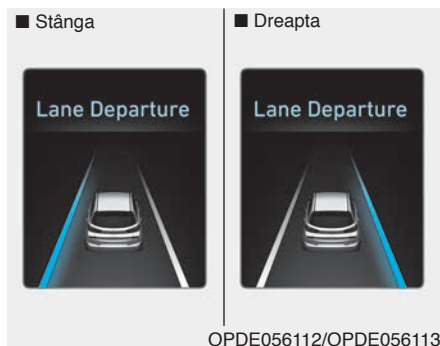 ■ Stânga
■ Dreapta
Lane Departure
Lane Departure
OPDE056112/OPDE056113